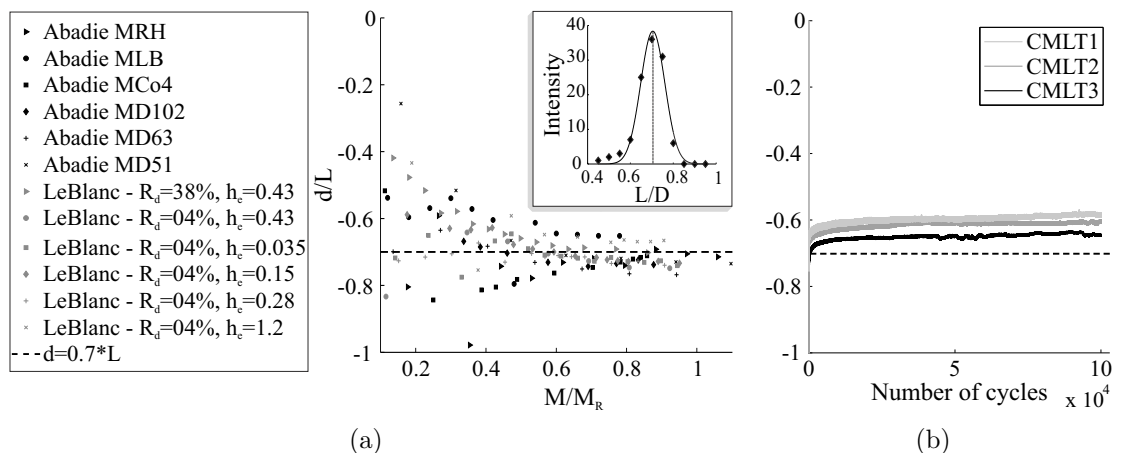 Abadie MRH
Abadie MLB
Abadie MCo4
Abadie MD102
Abadie MD63
Abadie MD51
LeBlanc - R_d=38%, h_e=0.43
LeBlanc - R_d=04%, h_e=0.43
LeBlanc - R_d=04%, h_e=0.035
LeBlanc - R_d=04%, h_e=0.15
LeBlanc - R_d=04%, h_e=0.28
LeBlanc - R_d=04%, h_e=1.2
d=0.7*L
0
-0.2
-0.4
-0.6
-0.8
-1
d/L
0.2 0.4 0.6 0.8 1
M/M_R
40
30
20
10
0
Intensity
0.4 0.6 0.8 1
L/D
(a)
0
-0.2
-0.4
-0.6
-0.8
-1
CMLT1
CMLT2
CMLT3
0 5 10
Number of cycles x 10^4
(b)